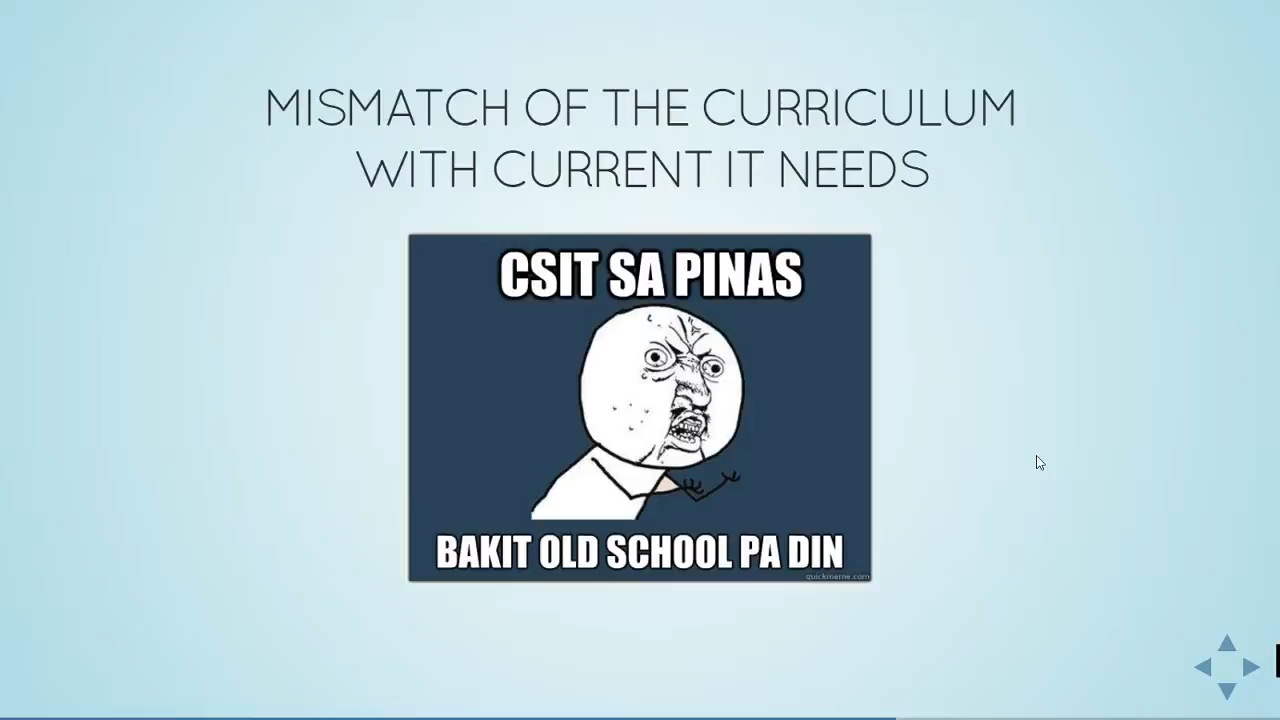 MISMATCH OF THE CURRICULUM
WITH CURRENT IT NEEDS
CSIT SA PINAS
BAKIT OLD SCHOOL PA DIN
quickmeme.com